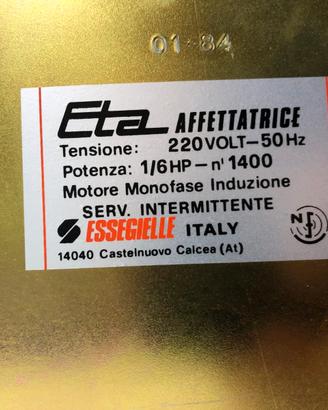 01-84
Eta AFFETTATRICE
Tensione: 220VOLT–50Hz
Potenza: 1/6HP–n' 1400
Motore Monofase Induzione
SERV. INTERMITTENTE
ESSEGIELLE ITALY
14040 Castelnuovo Calcea (At)